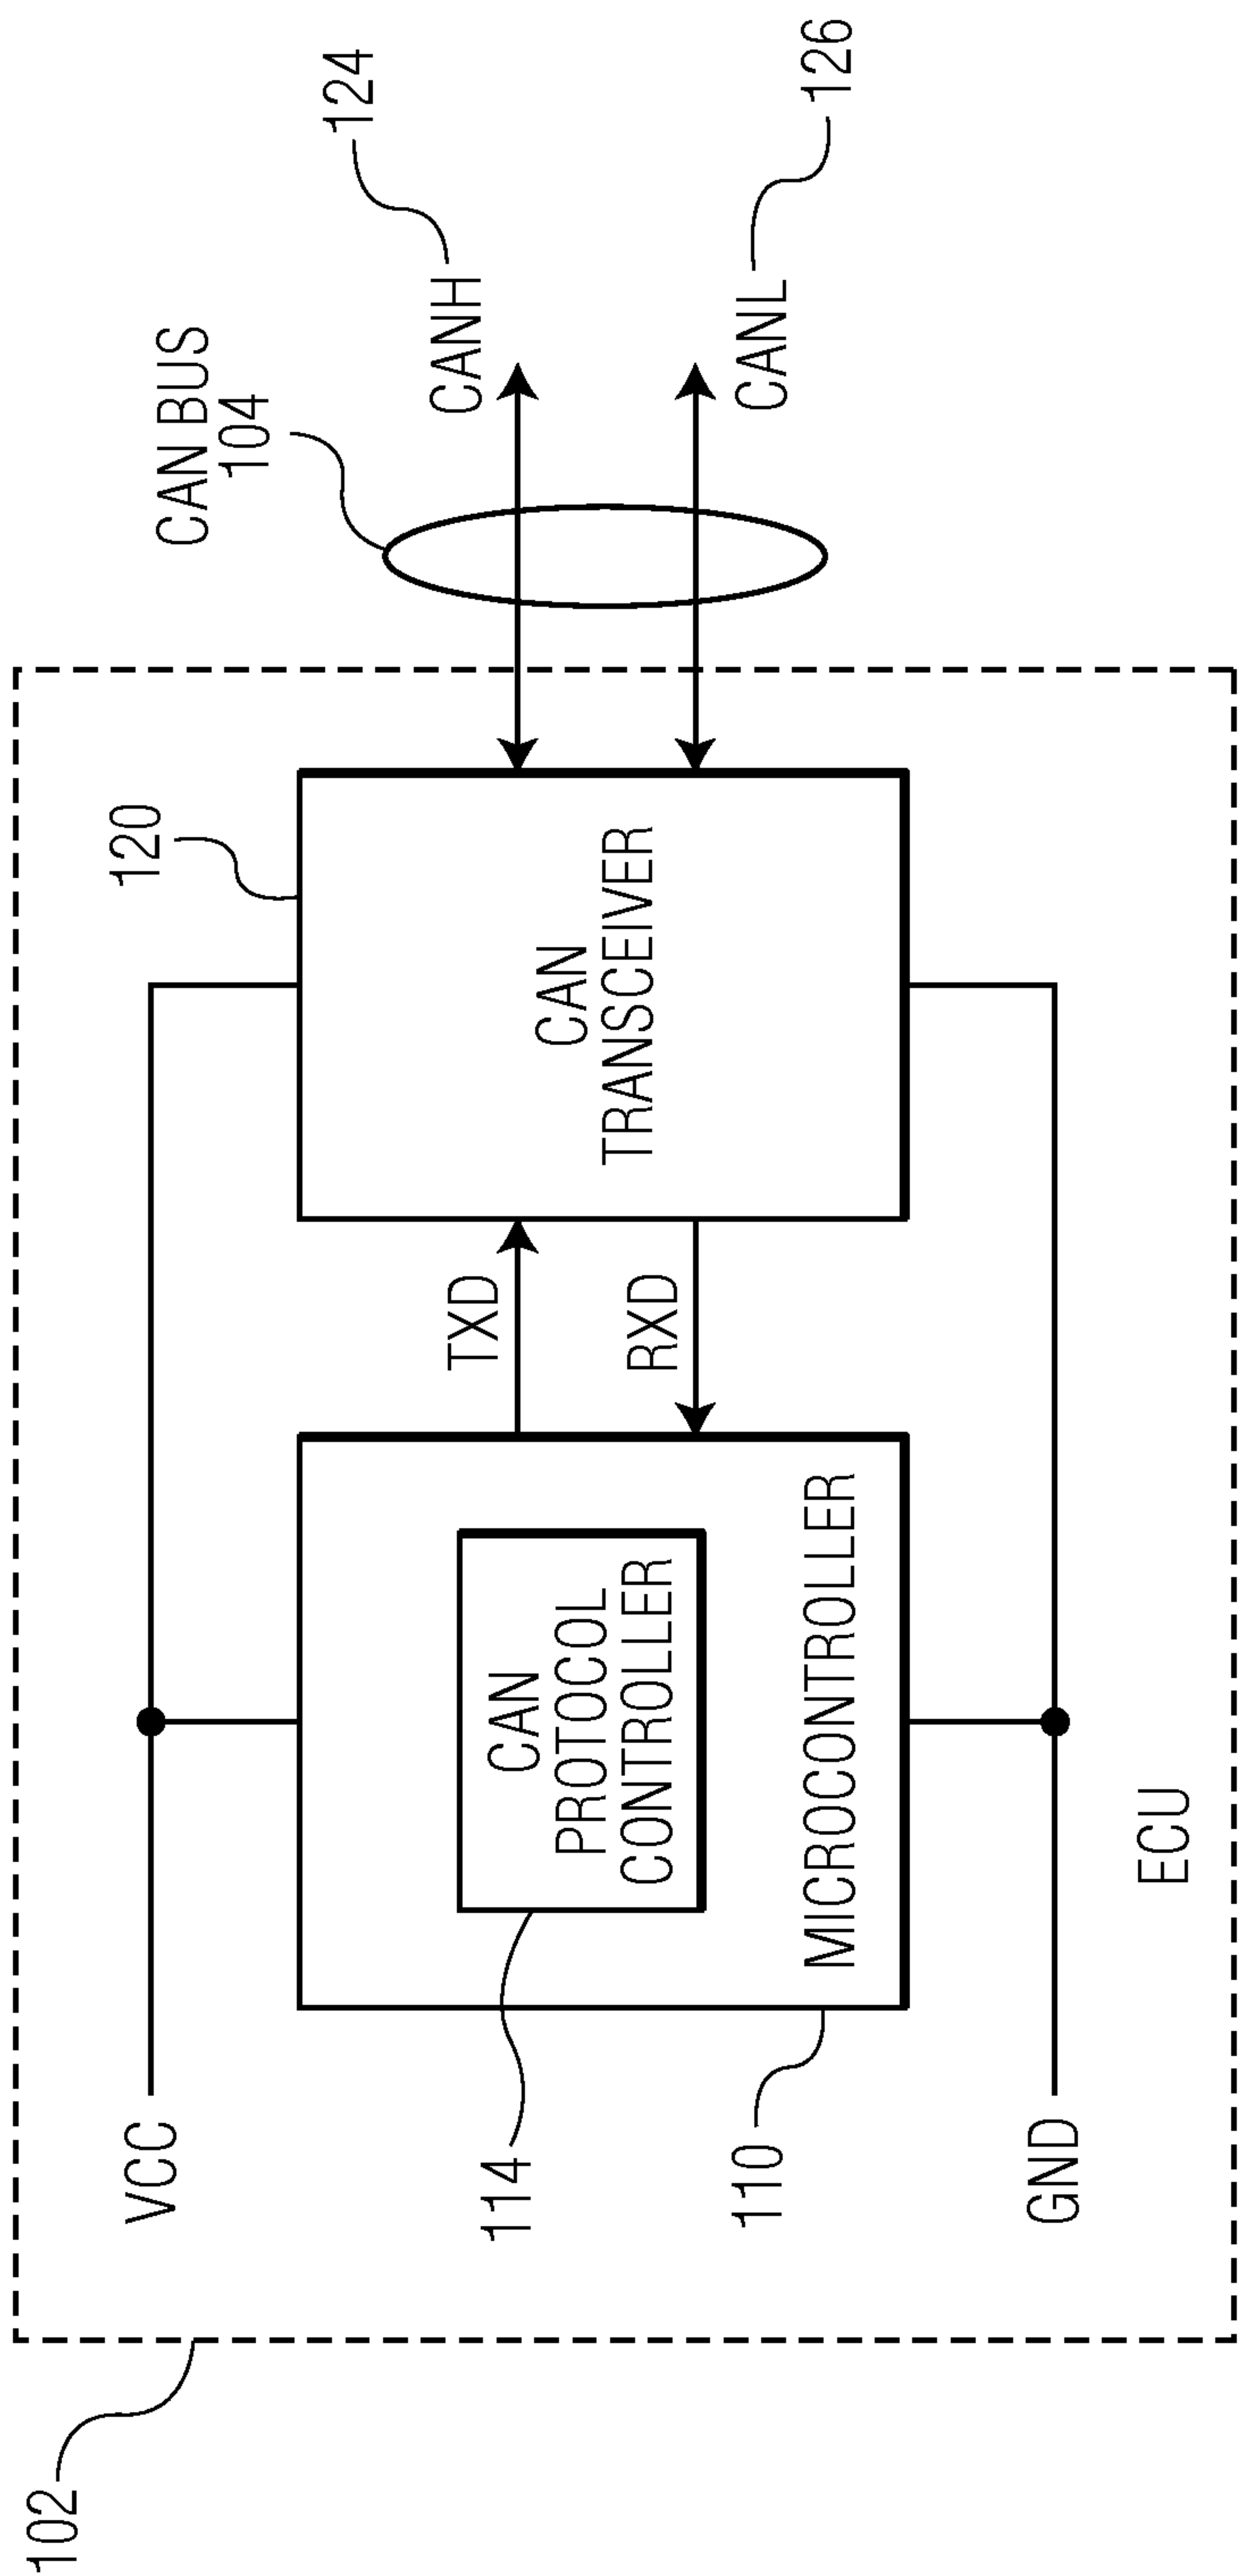 102
VCC
114
110
GND
ECU
CAN
PROTOCOL
CONTROLLER
MICROCONTROLLER
TXD
RXD
120
CAN
TRANSCEIVER
CAN BUS
104
CANH
124
CANL
126